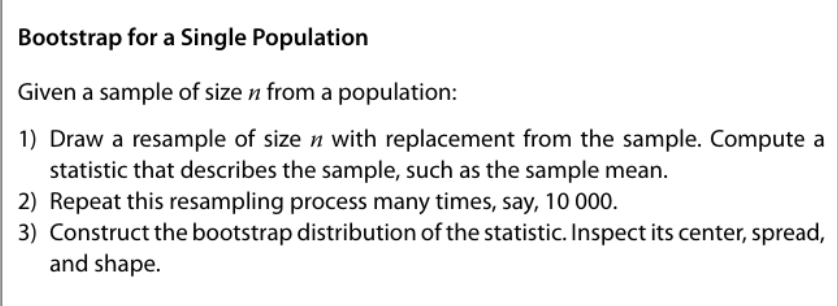 Bootstrap for a Single Population
Given a sample of size n from a population:
1) Draw a resample of size n with replacement from the sample. Compute a
statistic that describes the sample, such as the sample mean.
2) Repeat this resampling process many times, say, 10 000.
3) Construct the bootstrap distribution of the statistic. Inspect its center, spread,
and shape.